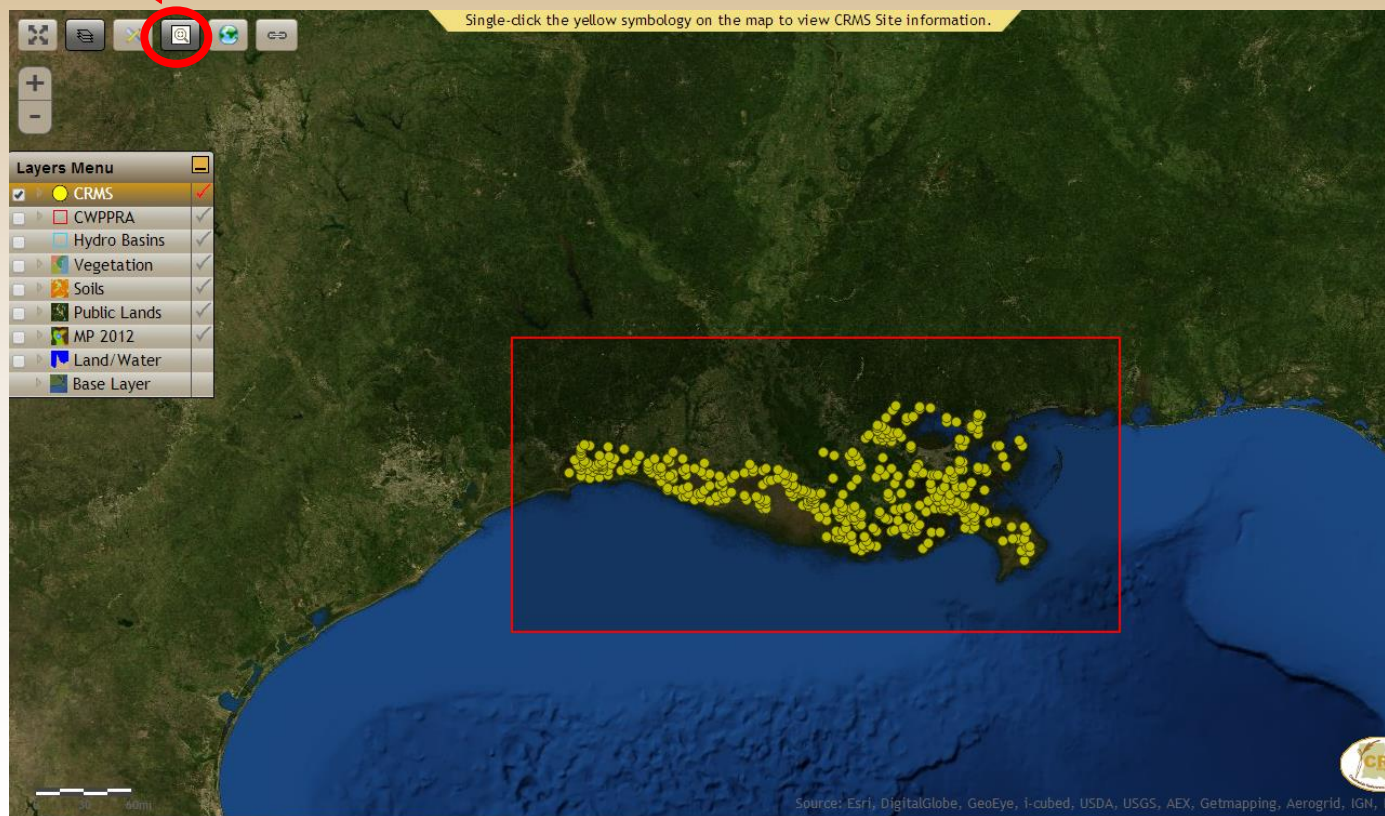 Single-click the yellow symbology on the map to view CRMS Site information.
+
-
Layers Menu
CRMS
CWPPRA
Hydro Basins
Vegetation
Soils
Public Lands
MP 2012
Land/Water
Base Layer
30 60mi
Source: Esri, DigitalGlobe, GeoEye, i-cubed, USDA, USGS, AEX, Getmapping, Aerogrid, IGN,